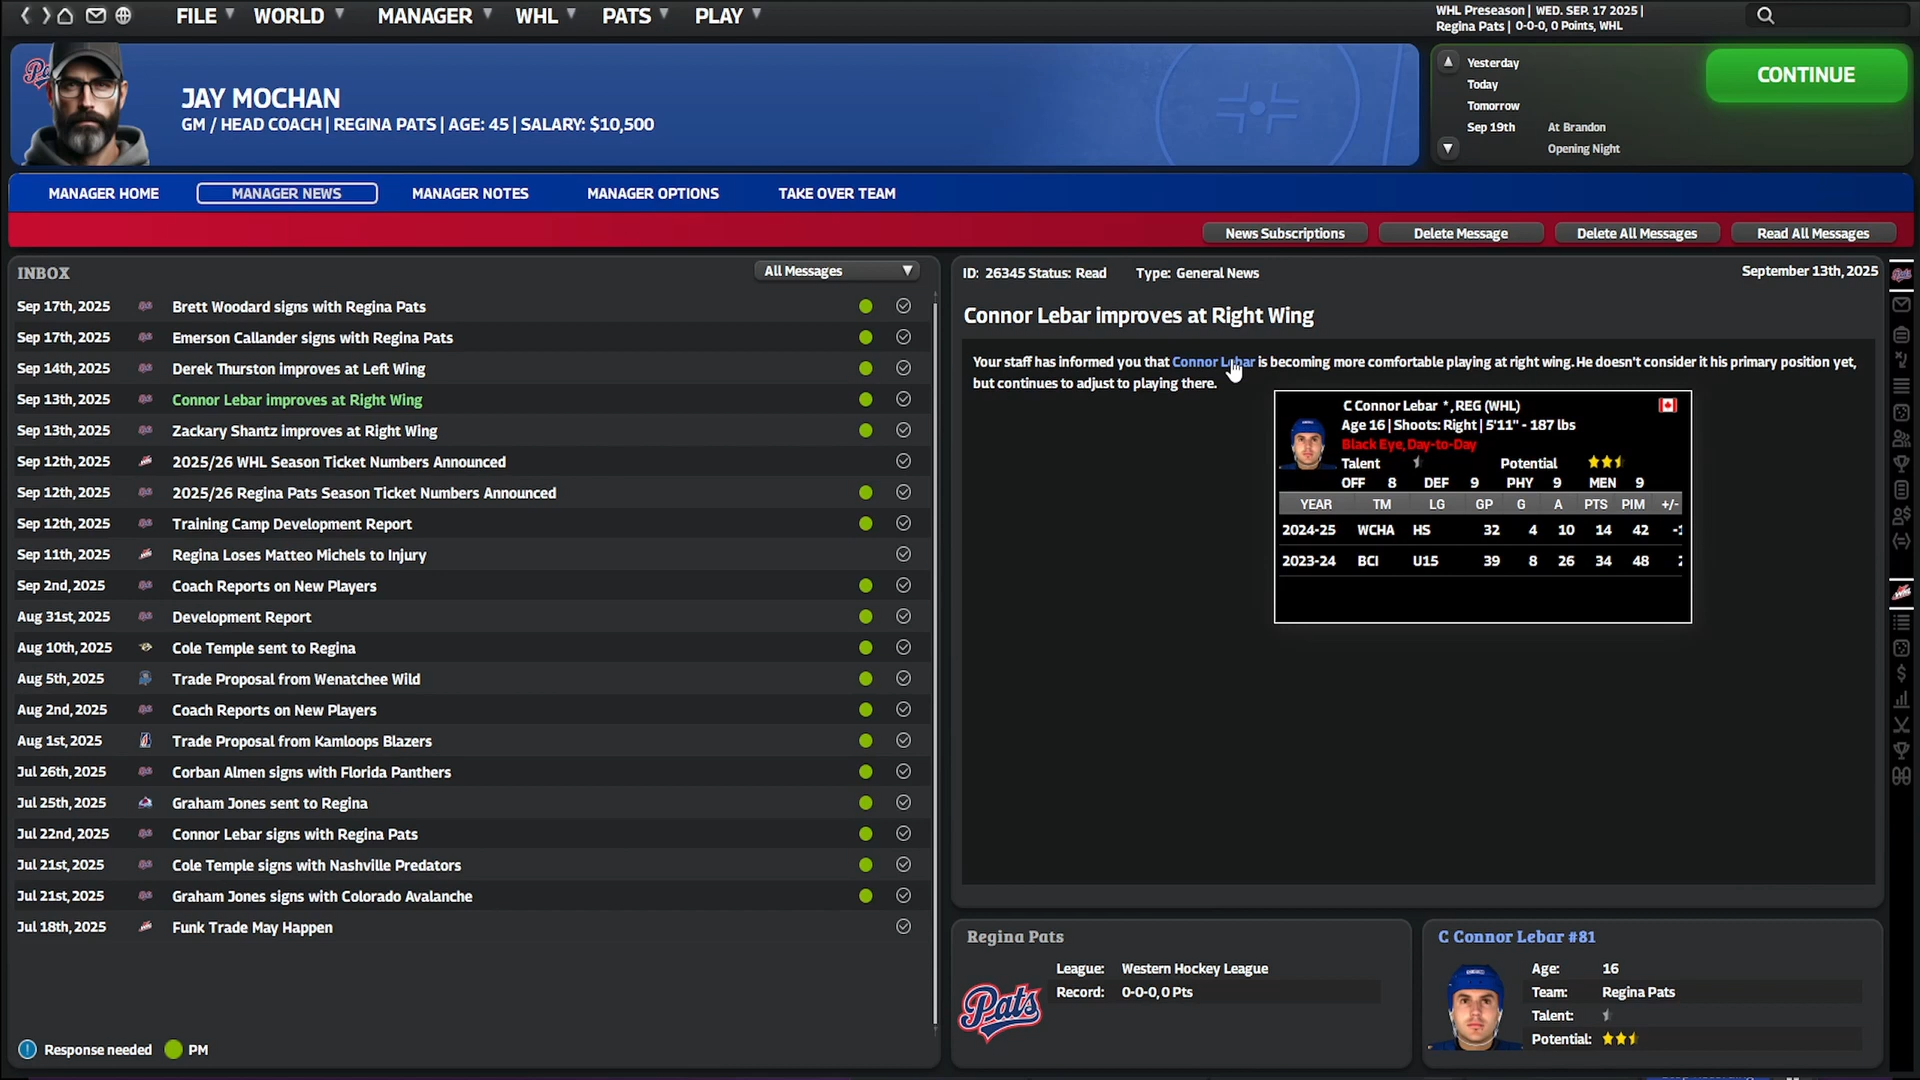 FILE WORLD MANAGER WHL PATS PLAY
WHL Preseason | WED. SEP. 17 2025 |
Regina Pats | 0-0-0, 0 Points, WHL
JAY MOCHAN
GM / HEAD COACH | REGINA PATS | AGE: 45 | SALARY: $10,500
Yesterday
Today
Tomorrow
Sep 19th At Brandon
Opening Night
CONTINUE
MANAGER HOME MANAGER NEWS MANAGER NOTES MANAGER OPTIONS TAKE OVER TEAM
News Subscriptions Delete Message Delete All Messages Read All Messages
INBOX All Messages
Sep 17th, 2025 Brett Woodard signs with Regina Pats
Sep 17th, 2025 Emerson Callander signs with Regina Pats
Sep 14th, 2025 Derek Thurston improves at Left Wing
Sep 13th, 2025 Connor Lebar improves at Right Wing
Sep 13th, 2025 Zackary Shantz improves at Right Wing
Sep 12th, 2025 2025/26 WHL Season Ticket Numbers Announced
Sep 12th, 2025 2025/26 Regina Pats Season Ticket Numbers Announced
Sep 12th, 2025 Training Camp Development Report
Sep 11th, 2025 Regina Loses Matteo Michels to Injury
Sep 2nd, 2025 Coach Reports on New Players
Aug 31st, 2025 Development Report
Aug 10th, 2025 Cole Temple sent to Regina
Aug 5th, 2025 Trade Proposal from Wenatchee Wild
Aug 2nd, 2025 Coach Reports on New Players
Aug 1st, 2025 Trade Proposal from Kamloops Blazers
Jul 26th, 2025 Corban Almen signs with Florida Panthers
Jul 25th, 2025 Graham Jones sent to Regina
Jul 22nd, 2025 Connor Lebar signs with Regina Pats
Jul 21st, 2025 Cole Temple signs with Nashville Predators
Jul 21st, 2025 Graham Jones signs with Colorado Avalanche
Jul 18th, 2025 Funk Trade May Happen
Response needed PM
ID: 26345 Status: Read Type: General News September 13th, 2025
Connor Lebar improves at Right Wing
Your staff has informed you that Connor Lebar is becoming more comfortable playing at right wing. He doesn't consider it his primary position yet,
but continues to adjust to playing there.
C Connor Lebar *, REG (WHL)
Age 16 | Shoots: Right | 5'11" - 187 lbs
Black Eye, Day-to-Day
Talent Potential
OFF 8 DEF 9 PHY 9 MEN 9
YEAR TM LG GP G A PTS PIM +/-
2024-25 WCHA HS 32 4 10 14 42
2023-24 BCI U15 39 8 26 34 48
Regina Pats
Pats
League: Western Hockey League
Record: 0-0-0, 0 Pts
C Connor Lebar #81
Age: 16
Team: Regina Pats
Talent:
Potential: